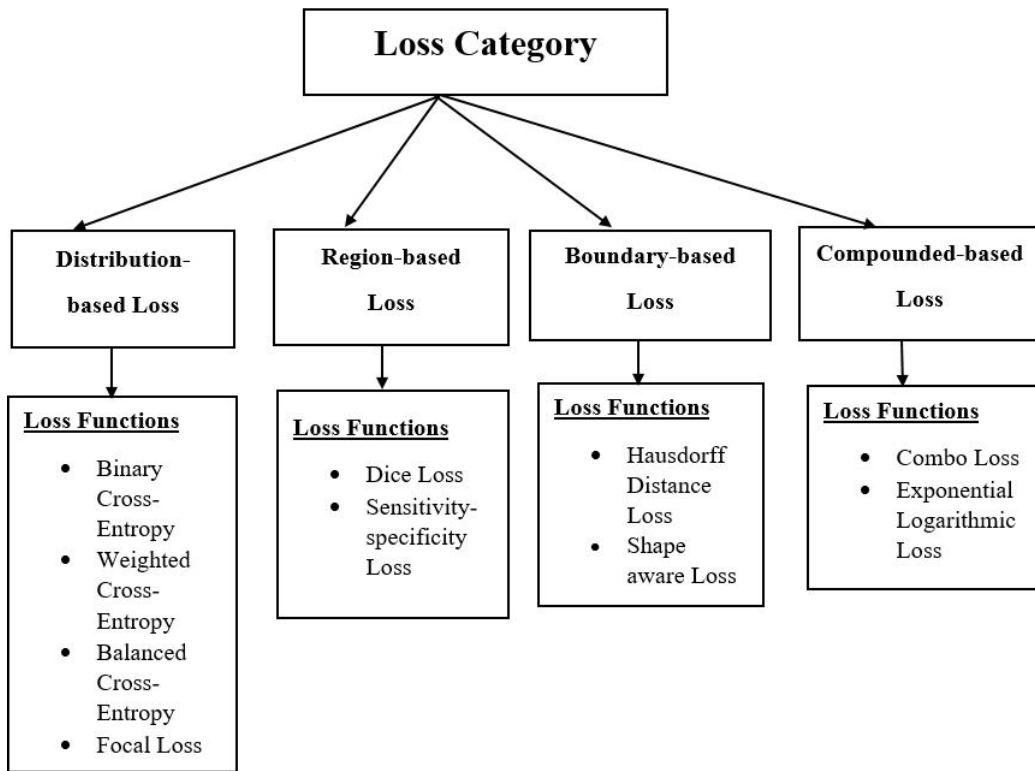 Loss Category
Distribution-
based Loss
Region-based
Loss
Boundary-based
Loss
Compounded-based
Loss
Loss Functions
• Binary
Cross-
Entropy
• Weighted
Cross-
Entropy
• Balanced
Cross-
Entropy
• Focal Loss
Loss Functions
• Dice Loss
• Sensitivity-
specificity
Loss
Loss Functions
• Hausdorff
Distance
Loss
• Shape
aware Loss
Loss Functions
• Combo Loss
• Exponential
Logarithmic
Loss